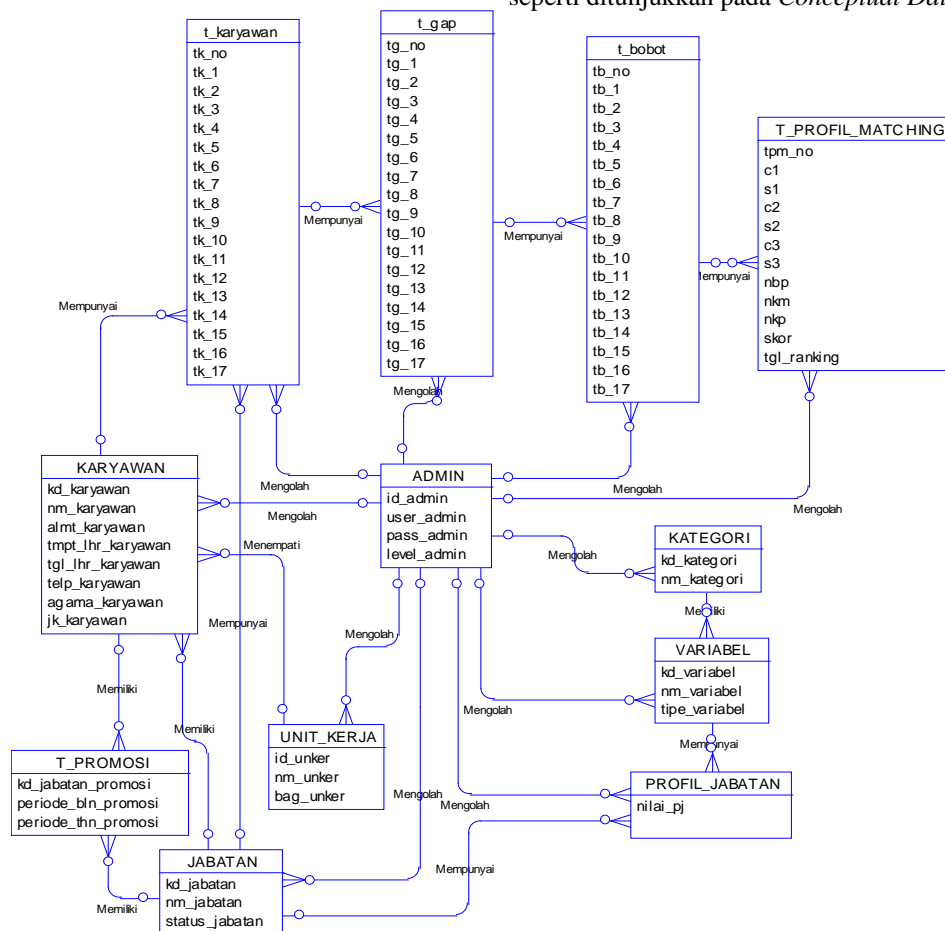 seperti ditunjukkan pada Conceptual Dat
t_karyawan
tk_no
tk_1
tk_2
tk_3
tk_4
tk_5
tk_6
tk_7
tk_8
tk_9
tk_10
tk_11
tk_12
tk_13
tk_14
tk_15
tk_16
tk_17
t_gap
tg_no
tg_1
tg_2
tg_3
tg_4
tg_5
tg_6
tg_7
tg_8
tg_9
tg_10
tg_11
tg_12
tg_13
tg_14
tg_15
tg_16
tg_17
t_bobot
tb_no
tb_1
tb_2
tb_3
tb_4
tb_5
tb_6
tb_7
tb_8
tb_9
tb_10
tb_11
tb_12
tb_13
tb_14
tb_15
tb_16
tb_17
T_PROFIL_MATCHING
tpm_no
c1
s1
c2
s2
c3
s3
nbp
nkm
nkp
skor
tgl_ranking
Mempunyai
Mempunyai
Mempunyai
Mempunyai
Mengolah
KARYAWAN
kd_karyawan
nm_karyawan
almt_karyawan
tmpt_lhr_karyawan
tgl_lhr_karyawan
telp_karyawan
agama_karyawan
jk_karyawan
ADMIN
id_admin
user_admin
pass_admin
level_admin
Mengolah
Mengolah
Mengolah
Mengolah
Menempati
Mengolah
KATEGORI
kd_kategori
nm_kategori
Memiliki
VARIABEL
kd_variabel
nm_variabel
tipe_variabel
Mempunyai
Mengolah
Mengolah
Memiliki
Memiliki
UNIT_KERJA
id_unker
nm_unker
bag_unker
Mempunyai
T_PROMOSI
kd_jabatan_promosi
periode_bln_promosi
periode_thn_promosi
PROFIL_JABATAN
nilai_pj
Mengolah
Mengolah
Mempunyai
JABATAN
kd_jabatan
nm_jabatan
status_jabatan
Memiliki